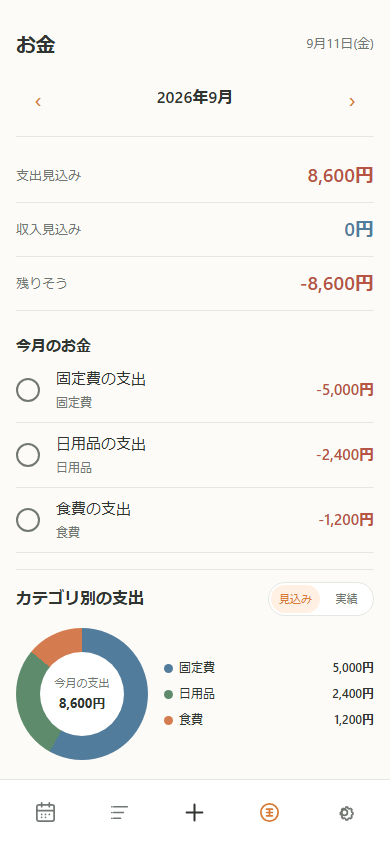 お金
9月11日(金)
‹ 2026年9月 ›
支出見込み 8,600円
収入見込み 0円
残りそう -8,600円
今月のお金
固定費の支出
固定費
-5,000円
日用品の支出
日用品
-2,400円
食費の支出
食費
-1,200円
カテゴリ別の支出
見込み 実績
今月の支出
8,600円
固定費 5,000円
日用品 2,400円
食費 1,200円